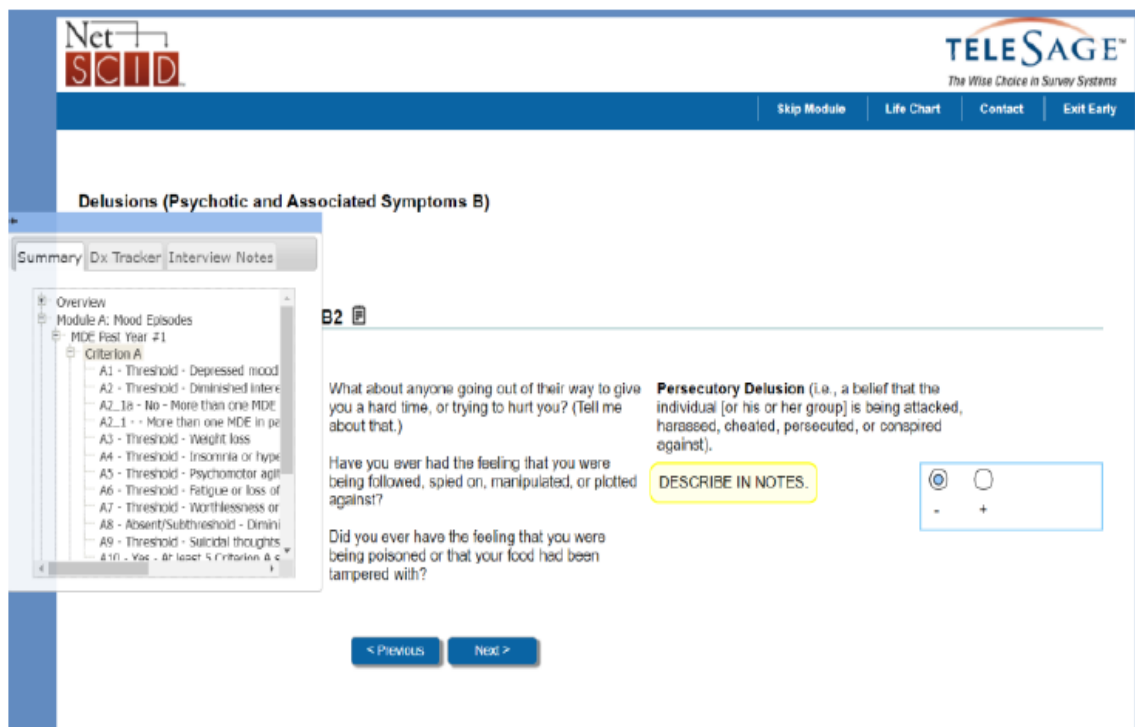 Net
SCID
TELESAGE™
The Wise Choice in Survey Systems
Skip Module Life Chart Contact Exit Early
Delusions (Psychotic and Associated Symptoms B)
Summary Dx Tracker Interview Notes
Overview
Module A: Mood Episodes
MDE Past Year #1
Criterion A
A1 - Threshold - Depressed mood
A2 - Threshold - Diminished intere
A2_1a - No - More than one MDE
A2_1 - - More than one MDE in pa
A3 - Threshold - Weight loss
A4 - Threshold - Insomnia or hype
A5 - Threshold - Psychomotor agit
A6 - Threshold - Fatigue or loss of
A7 - Threshold - Worthlessness or
A8 - Absent/Subthreshold - Dimini
A9 - Threshold - Suicidal thoughts
A10 - Yes - At least 5 Criterion A s
B2
What about anyone going out of their way to give
you a hard time, or trying to hurt you? (Tell me
about that.)
Have you ever had the feeling that you were
being followed, spied on, manipulated, or plotted
against?
Did you ever have the feeling that you were
being poisoned or that your food had been
tampered with?
Persecutory Delusion (i.e., a belief that the
individual [or his or her group] is being attacked,
harassed, cheated, persecuted, or conspired
against).
DESCRIBE IN NOTES.
- +
< Previous Next >